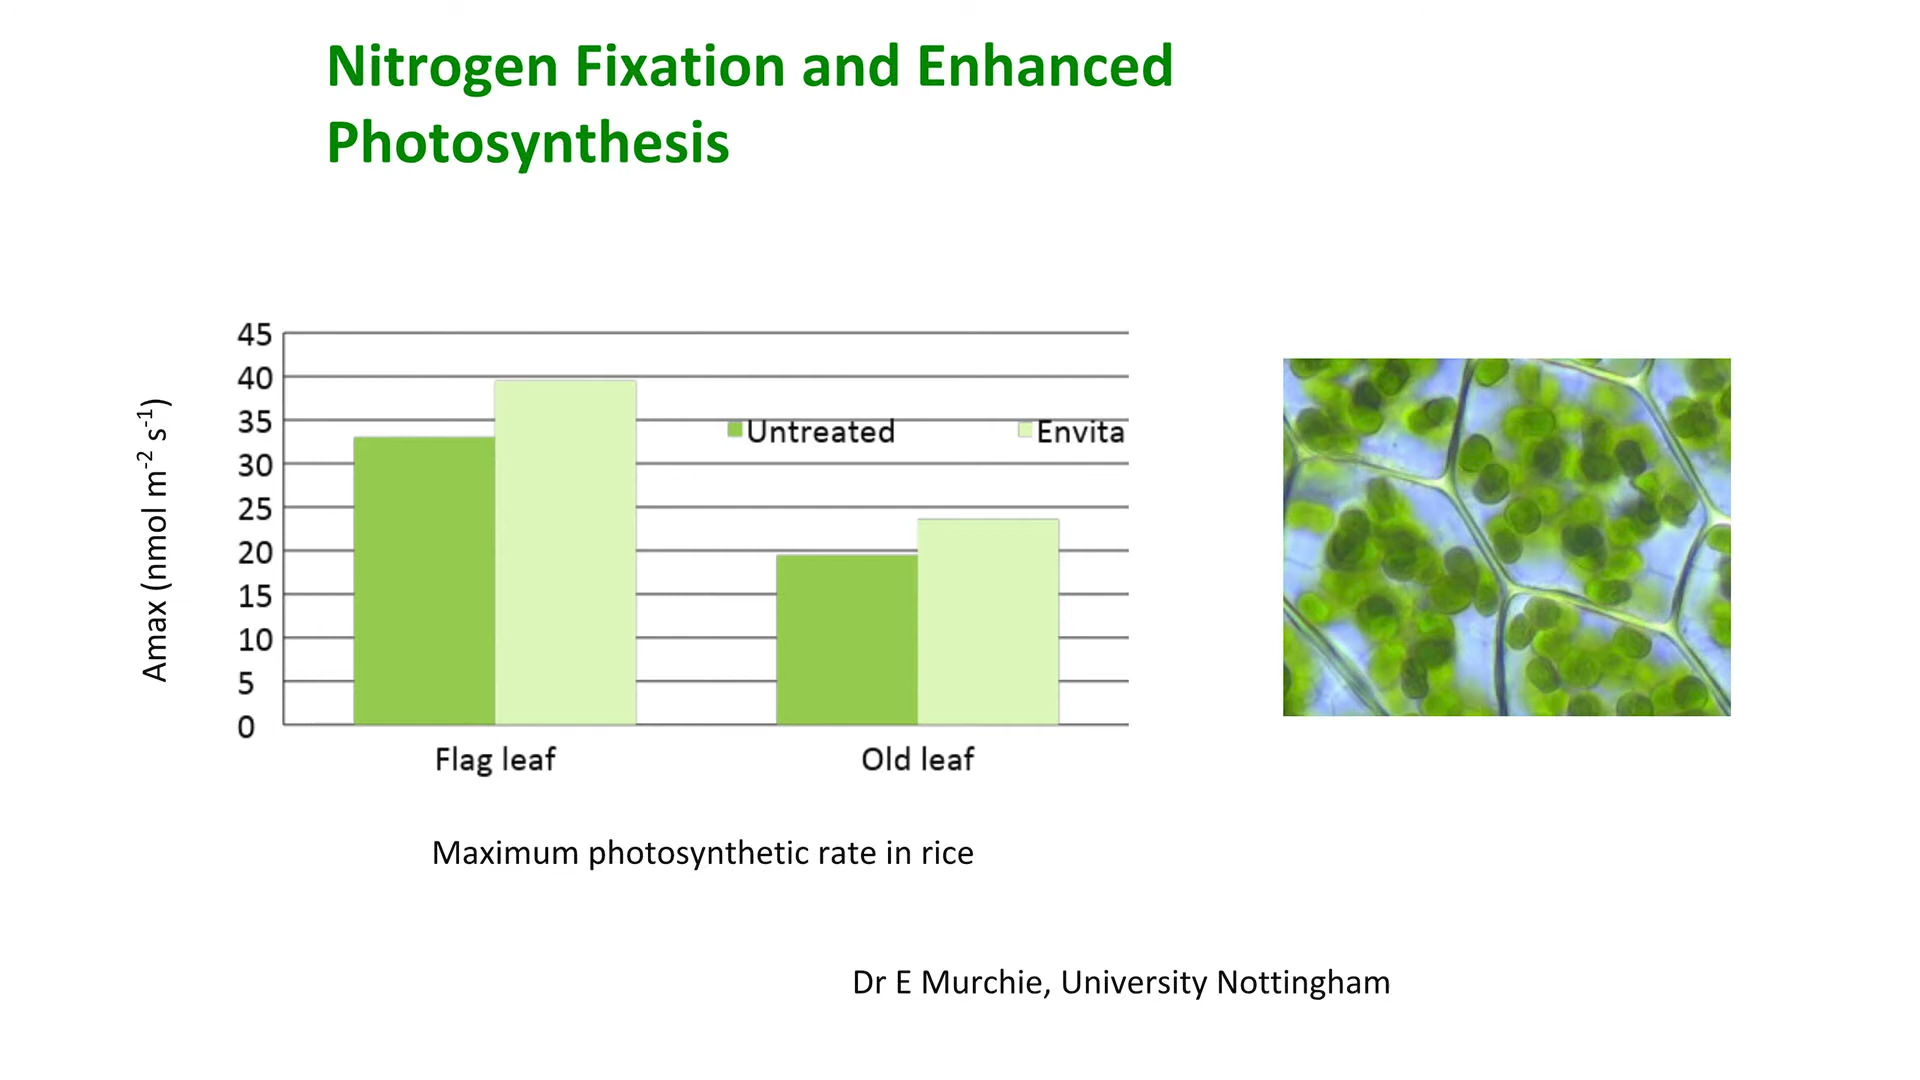 Nitrogen Fixation and Enhanced
Photosynthesis
Amax (nmol m⁻² s⁻¹)
45
40
35
30
25
20
15
10
5
0
Untreated
Envita
Flag leaf
Old leaf
Maximum photosynthetic rate in rice
Dr E Murchie, University Nottingham